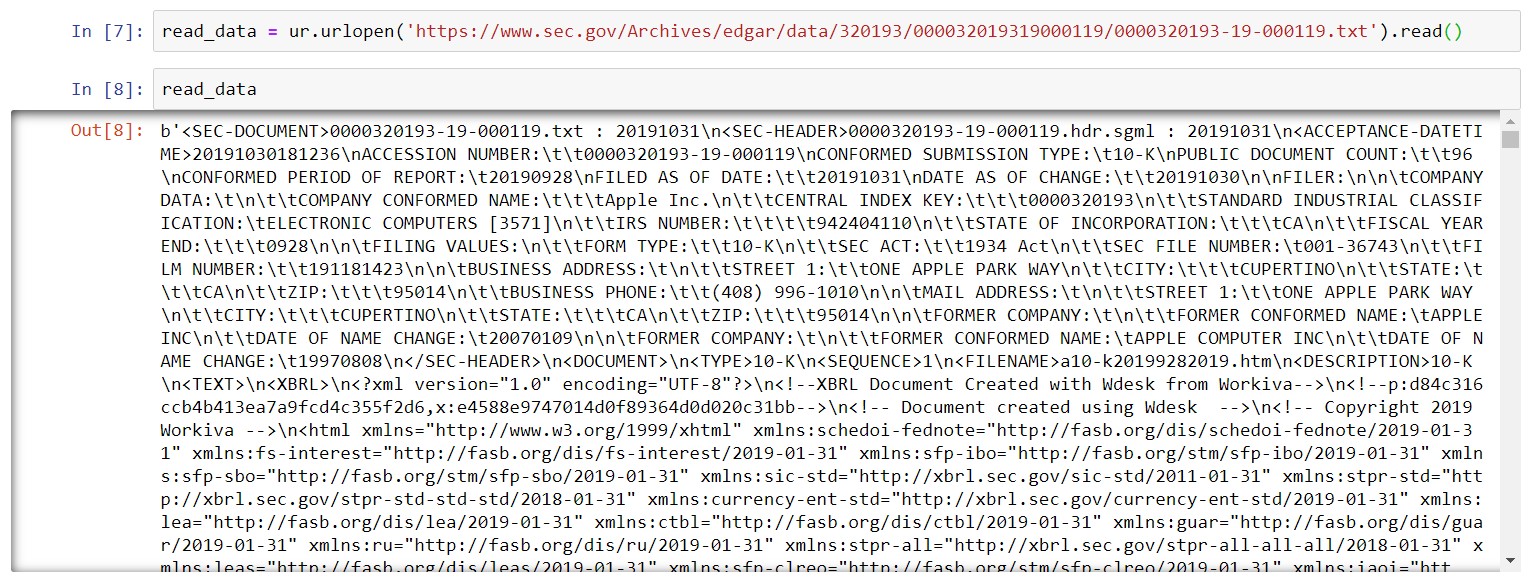 In [7]: read_data = ur.urlopen('https://www.sec.gov/Archives/edgar/data/320193/000032019319000119/0000320193-19-000119.txt').read()
In [8]: read_data
Out[8]: b'<SEC-DOCUMENT>0000320193-19-000119.txt : 20191031\n<SEC-HEADER>0000320193-19-000119.hdr.sgml : 20191031\n<ACCEPTANCE-DATETI
ME>20191030181236\nACCESSION NUMBER:\t\t0000320193-19-000119\nCONFORMED SUBMISSION TYPE:\t10-K\nPUBLIC DOCUMENT COUNT:\t\t96
\nCONFORMED PERIOD OF REPORT:\t20190928\nFILED AS OF DATE:\t\t20191031\nDATE AS OF CHANGE:\t\t20191030\n\nFILER:\n\n\tCOMPANY
DATA:\t\n\t\tCOMPANY CONFORMED NAME:\t\t\tApple Inc.\n\t\tCENTRAL INDEX KEY:\t\t\t0000320193\n\t\tSTANDARD INDUSTRIAL CLASSIF
ICATION:\tELECTRONIC COMPUTERS [3571]\n\t\tIRS NUMBER:\t\t\t\t942404110\n\t\tSTATE OF INCORPORATION:\t\t\tCA\n\t\tFISCAL YEAR
END:\t\t\t0928\n\n\tFILING VALUES:\n\t\tFORM TYPE:\t\t10-K\n\t\tSEC ACT:\t\t1934 Act\n\t\tSEC FILE NUMBER:\t001-36743\n\t\tFI
LM NUMBER:\t\t191181423\n\n\tBUSINESS ADDRESS:\t\n\t\tSTREET 1:\t\tONE APPLE PARK WAY\n\t\tCITY:\t\t\tCUPERTINO\n\t\tSTATE:\t
\t\tCA\n\t\tZIP:\t\t\t95014\n\t\tBUSINESS PHONE:\t\t(408) 996-1010\n\n\tMAIL ADDRESS:\t\n\t\tSTREET 1:\t\tONE APPLE PARK WAY
\n\t\tCITY:\t\t\tCUPERTINO\n\t\tSTATE:\t\t\tCA\n\t\tZIP:\t\t\t95014\n\n\tFORMER COMPANY:\t\n\t\tFORMER CONFORMED NAME:\tAPPLE
INC\n\t\tDATE OF NAME CHANGE:\t20070109\n\n\tFORMER COMPANY:\t\n\t\tFORMER CONFORMED NAME:\tAPPLE COMPUTER INC\n\t\tDATE OF N
AME CHANGE:\t19970808\n</SEC-HEADER>\n<DOCUMENT>\n<TYPE>10-K\n<SEQUENCE>1\n<FILENAME>a10-k20199282019.htm\n<DESCRIPTION>10-K
\n<TEXT>\n<XBRL>\n<?xml version="1.0" encoding="UTF-8"?>\n<!--XBRL Document Created with Wdesk from Workiva-->\n<!--p:d84c316
ccb4b413ea7a9fcd4c355f2d6,x:e4588e9747014d0f89364d0d020c31bb-->\n<!-- Document created using Wdesk  -->\n<!-- Copyright 2019
Workiva -->\n<html xmlns="http://www.w3.org/1999/xhtml" xmlns:schedoi-fednote="http://fasb.org/dis/schedoi-fednote/2019-01-3
1" xmlns:fs-interest="http://fasb.org/dis/fs-interest/2019-01-31" xmlns:sfp-ibo="http://fasb.org/stm/sfp-ibo/2019-01-31" xmln
s:sfp-sbo="http://fasb.org/stm/sfp-sbo/2019-01-31" xmlns:sic-std="http://xbrl.sec.gov/sic-std/2011-01-31" xmlns:stpr-std="htt
p://xbrl.sec.gov/stpr-std-std-std/2018-01-31" xmlns:currency-ent-std="http://xbrl.sec.gov/currency-ent-std/2019-01-31" xmlns:
lea="http://fasb.org/dis/lea/2019-01-31" xmlns:ctbl="http://fasb.org/dis/ctbl/2019-01-31" xmlns:guar="http://fasb.org/dis/gua
r/2019-01-31" xmlns:ru="http://fasb.org/dis/ru/2019-01-31" xmlns:stpr-all="http://xbrl.sec.gov/stpr-all-all-all/2018-01-31" x
mlns:leas="http://fasb.org/dis/leas/2019-01-31" xmlns:sfp-clreo="http://fasb.org/stm/sfp-clreo/2019-01-31" xmlns:iaoi="htt